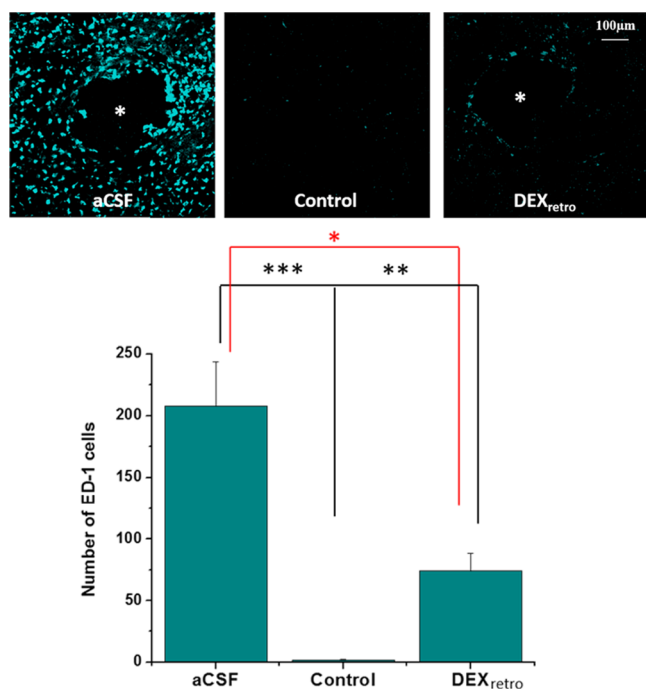 100µm
*
*
aCSF
Control
DEXretro
*
***
**
250
200
150
100
50
0
Number of ED-1 cells
aCSF
Control
DEXretro